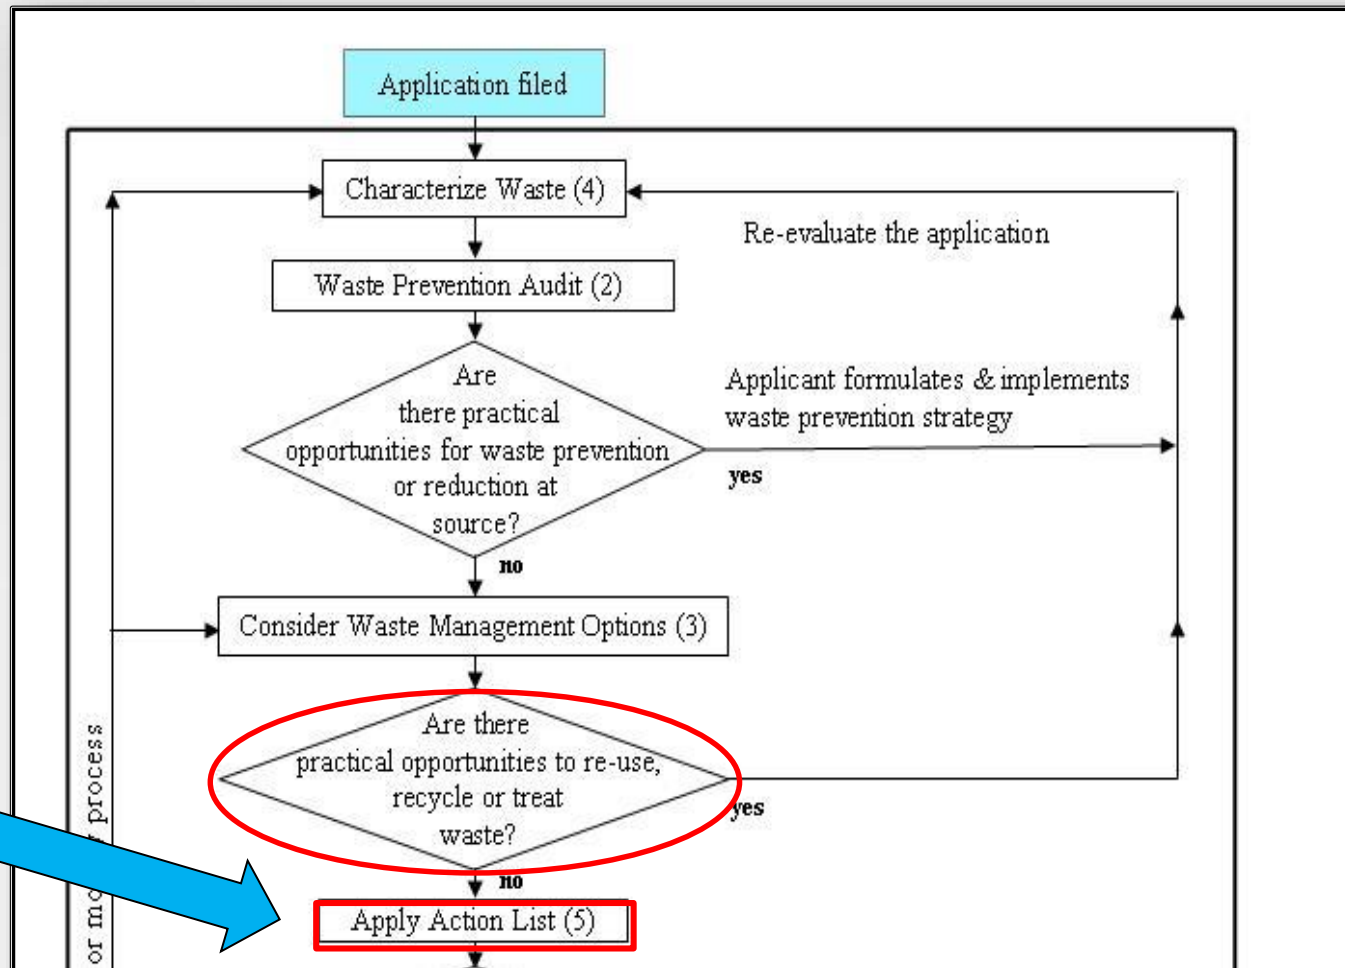 Application filed
Characterize Waste (4)
Re-evaluate the application
Waste Prevention Audit (2)
Are
there practical
opportunities for waste prevention
or reduction at
source?
Applicant formulates & implements
waste prevention strategy
yes
no
Consider Waste Management Options (3)
Are there
practical opportunities to re-use,
recycle or treat
waste?
yes
no
Apply Action List (5)
or
process